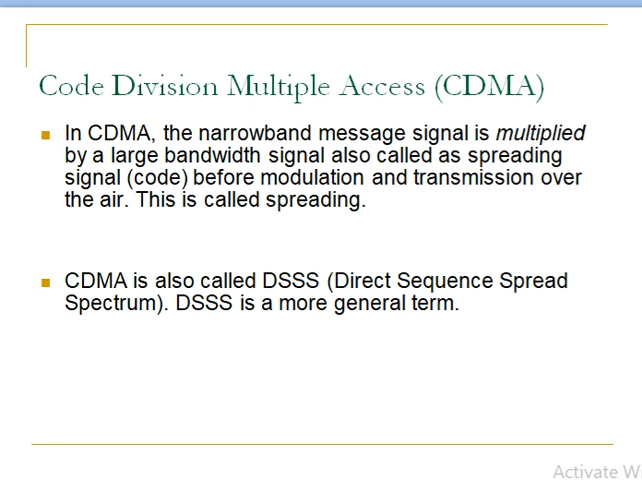 Code Division Multiple Access (CDMA)
In CDMA, the narrowband message signal is multiplied
by a large bandwidth signal also called as spreading
signal (code) before modulation and transmission over
the air. This is called spreading.
CDMA is also called DSSS (Direct Sequence Spread
Spectrum). DSSS is a more general term.
Activate Wi